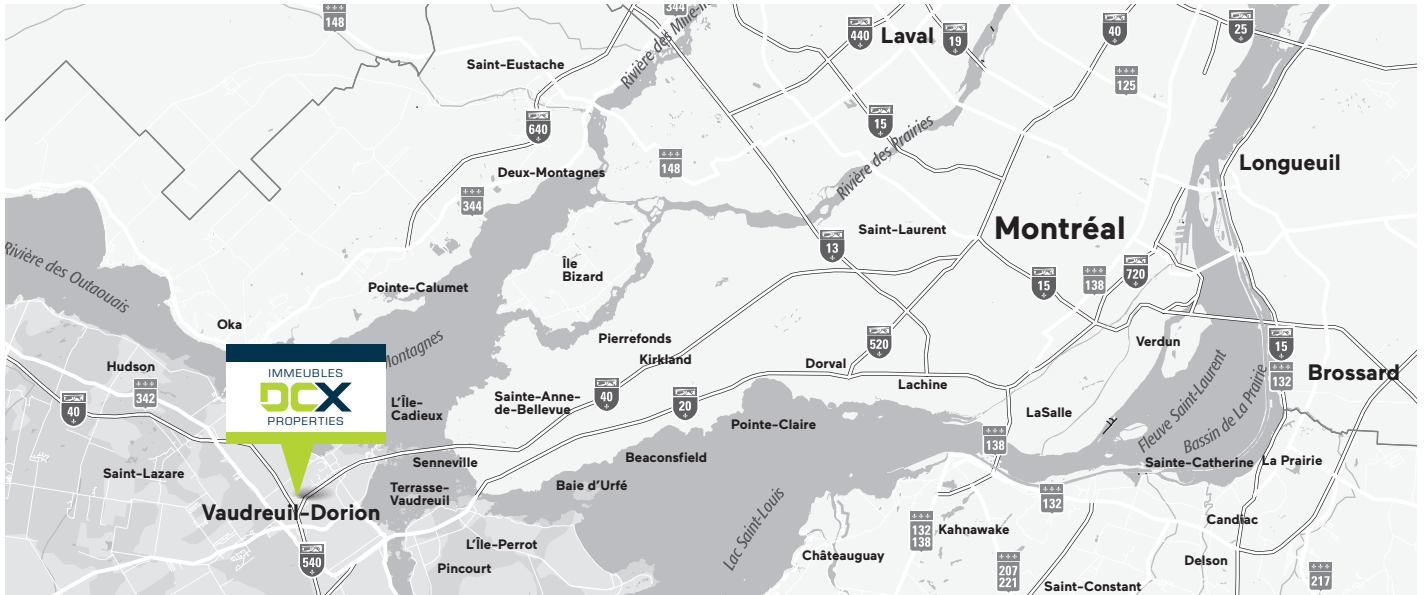 344
148
440
Laval
19
40
25
Saint-Eustache
Rivière des Mille-
125
640
15
Rivière des Prairies
148
Deux-Montagnes
Longueuil
344
Saint-Laurent
Montréal
13
Île
Bizard
Rivière des Outaouais
15
138
720
Pointe-Calumet
Oka
Pierrefonds
520
Verdun
15
Montagnes
Kirkland
Hudson
Dorval
IMMEUBLES
DCX
PROPERTIES
132
Brossard
342
Lachine
40
L'Île-
Cadieux
Sainte-Anne-
de-Bellevue
40
20
LaSalle
Fleuve Saint-Laurent
Bassin de La Prairie
Pointe-Claire
138
Saint-Lazare
Senneville
Beaconsfield
Sainte-Catherine
La Prairie
Terrasse-
Vaudreuil
Baie d'Urfé
132
Vaudreuil-Dorion
Lac Saint-Louis
Candiac
132
138
Kahnawake
L'Île-Perrot
540
Châteauguay
Delson
Pincourt
207
221
Saint-Constant
217